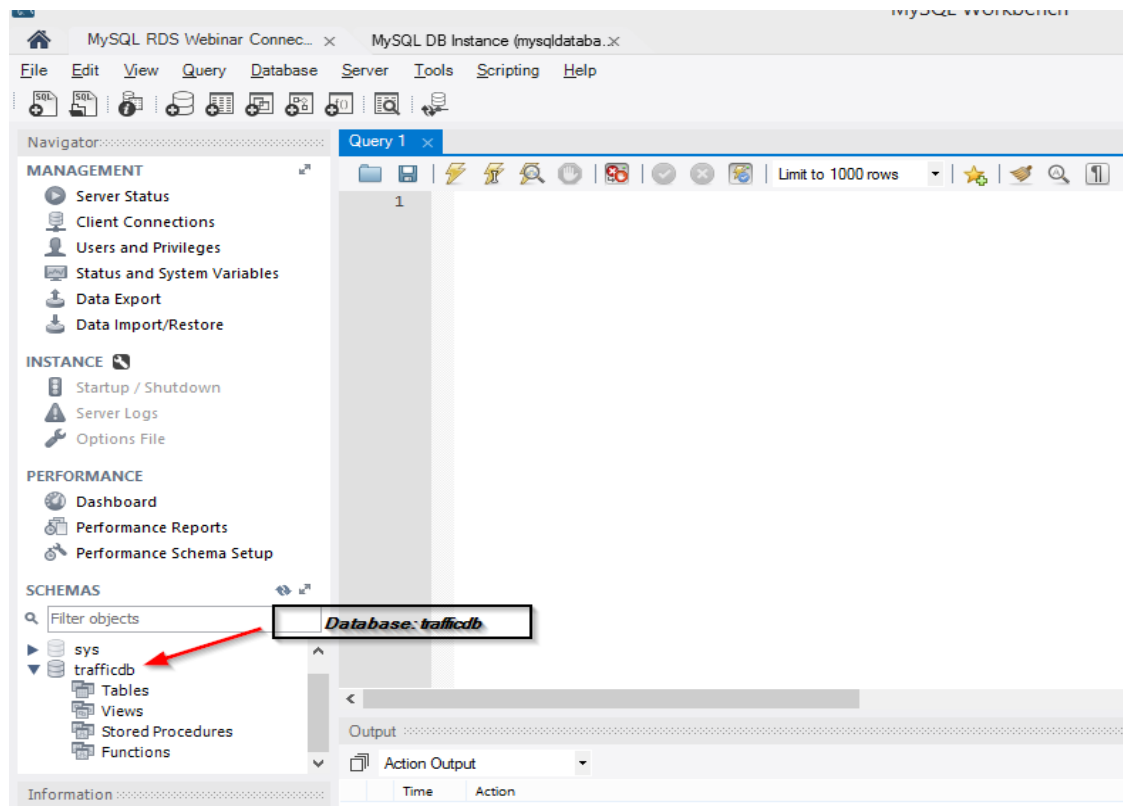 MySQL Workbench
MySQL RDS Webinar Connec... × MySQL DB Instance (mysqldataba..×
File Edit View Query Database Server Tools Scripting Help
Navigator
Query 1 ×
MANAGEMENT
Limit to 1000 rows
1
Server Status
Client Connections
Users and Privileges
Status and System Variables
Data Export
Data Import/Restore
INSTANCE
Startup / Shutdown
Server Logs
Options File
PERFORMANCE
Dashboard
Performance Reports
Performance Schema Setup
SCHEMAS
Filter objects
Database: trafficdb
sys
trafficdb
Tables
Views
Stored Procedures
Functions
Output
Action Output
Time Action
Information